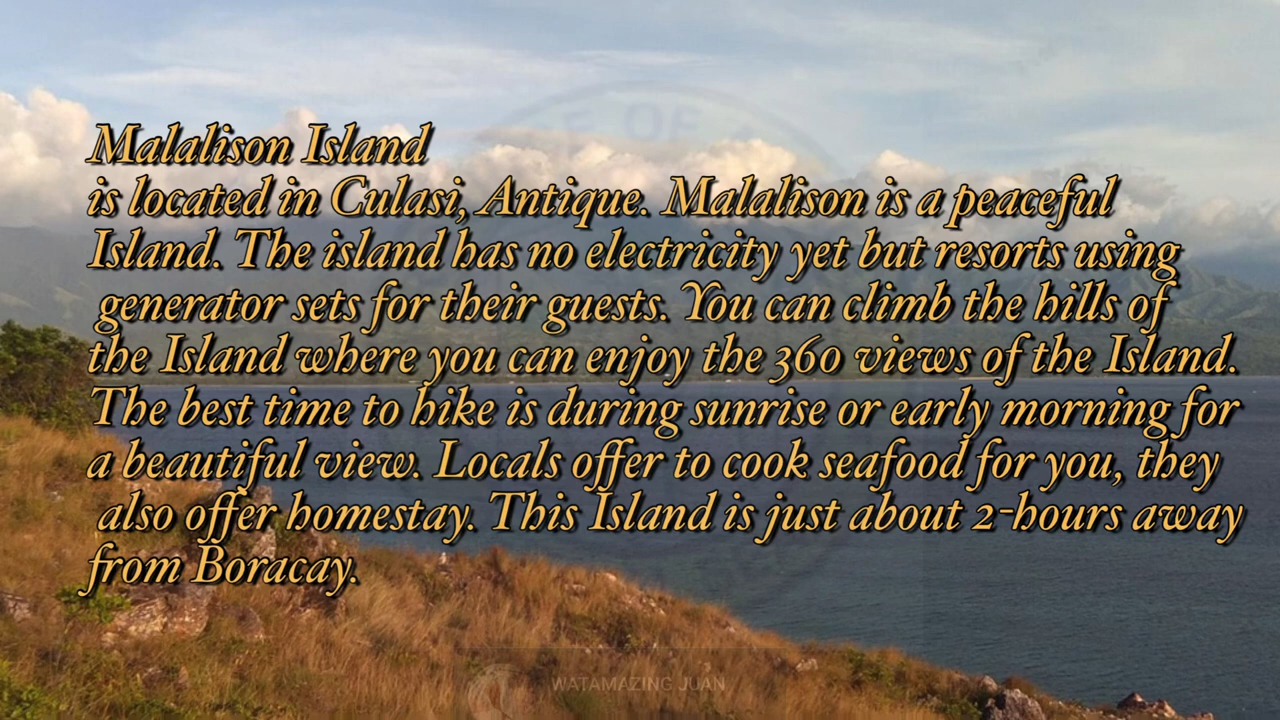 Malalison Island
is located in Culasi, Antique. Malalison is a peaceful
Island. The island has no electricity yet but resorts using
generator sets for their guests. You can climb the hills of
the Island where you can enjoy the 360 views of the Island.
The best time to hike is during sunrise or early morning for
a beautiful view. Locals offer to cook seafood for you, they
also offer homestay. This Island is just about 2-hours away
from Boracay.
WATAMAZING JUAN